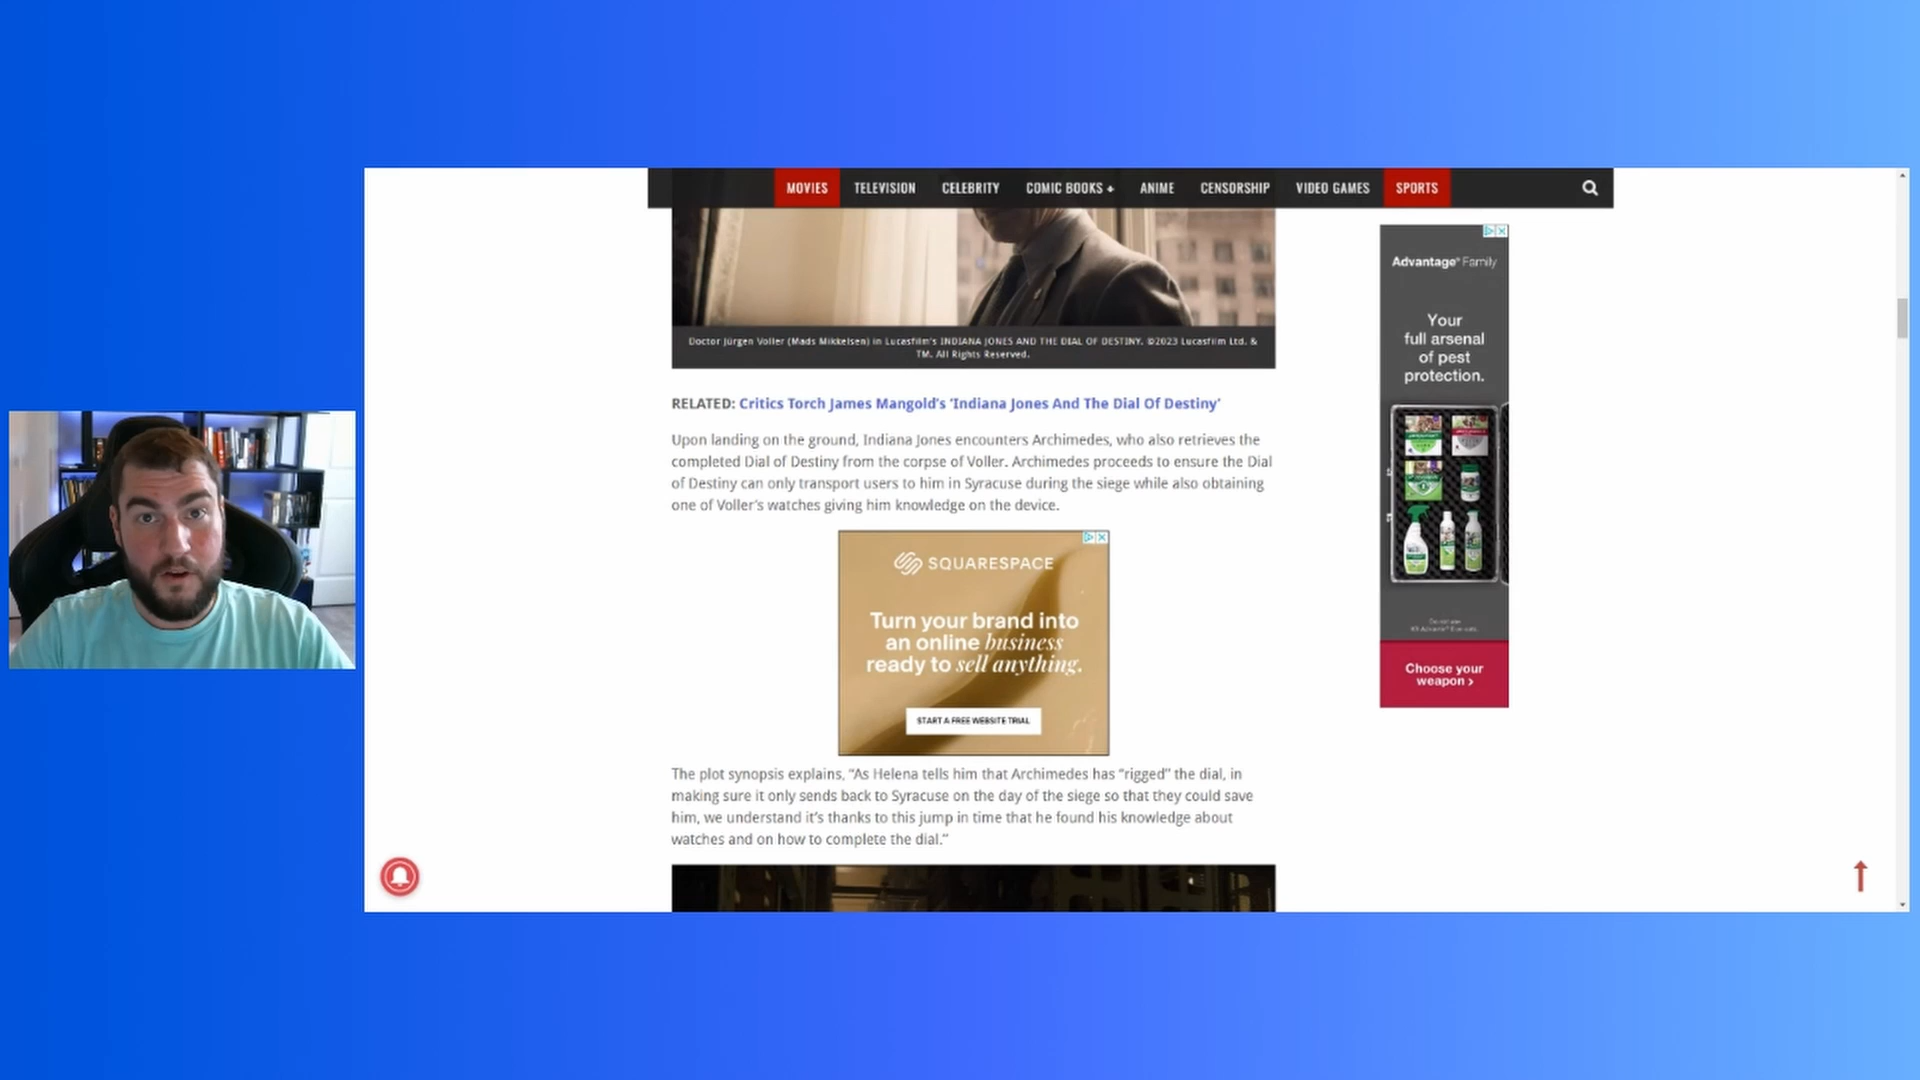 MOVIES TELEVISION CELEBRITY COMIC BOOKS + ANIME CENSORSHIP VIDEO GAMES SPORTS
Doctor Jürgen Voller (Mads Mikkelsen) in Lucasfilm's INDIANA JONES AND THE DIAL OF DESTINY. ©2023 Lucasfilm Ltd. &
TM. All Rights Reserved.
RELATED: Critics Torch James Mangold's 'Indiana Jones And The Dial Of Destiny'
Upon landing on the ground, Indiana Jones encounters Archimedes, who also retrieves the
completed Dial of Destiny from the corpse of Voller. Archimedes proceeds to ensure the Dial
of Destiny can only transport users to him in Syracuse during the siege while also obtaining
one of Voller's watches giving him knowledge on the device.
SQUARESPACE
Turn your brand into
an online business
ready to sell anything.
START A FREE WEBSITE TRIAL
The plot synopsis explains, “As Helena tells him that Archimedes has “rigged” the dial, in
making sure it only sends back to Syracuse on the day of the siege so that they could save
him, we understand it's thanks to this jump in time that he found his knowledge about
watches and on how to complete the dial.”
Advantage® Family
Your
full arsenal
of pest
protection.
Choose your
weapon >